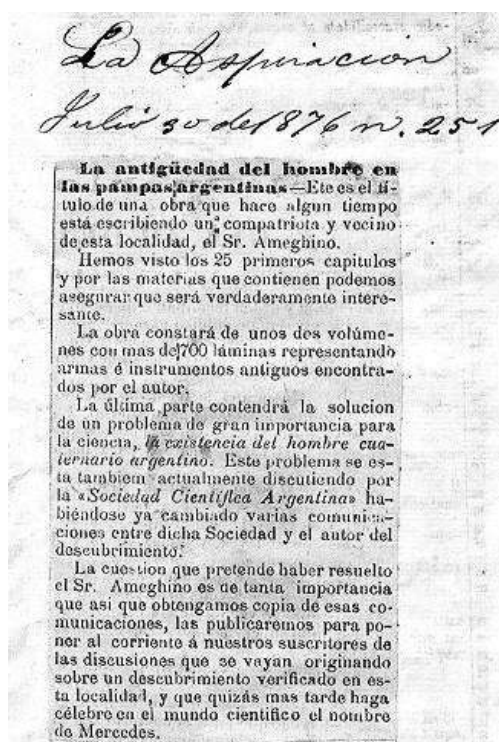 La Aspiracion
Julio 30 de 1876 n. 251
La antigüedad del hombre en
las pampas argentinas—Ete es el tí-
tulo de una obra que hace algun tiempo
está escribiendo un compatriota y vecino
de esta localidad, el Sr. Ameghino.
Hemos visto los 25 primeros capitulos
y por las materias que contienen podemos
asegurar que será verdaderamente intere-
sante.
La obra constará de unos dos volúme-
nes con mas de 700 láminas representando
armas é instrumentos antiguos encontra-
dos por el autor.
La última parte contendrá la solucion
de un problema de gran importancia para
la ciencia, la existencia del hombre cua-
ternario argentino. Este problema se es-
ta tambien actualmente discutiendo por
la «Sociedad Cientiflca Argentina» ha-
biéndose ya cambiado varias comunica-
ciones entre dicha Sociedad y el autor del
descubrimiento.
La cuestion que pretende haber resuelto
el Sr. Ameghino es de tanta importancia
que asi que obtengamos copia de esas co-
municaciones, las publicaremos para po-
ner al corriente á nuestros suscritores de
las discusiones que se vayan originando
sobre un descubrimiento verificado en es-
ta localidad, y que quizás mas tarde haga
célebre en el mundo cientifico el nombre
de Mercedes.